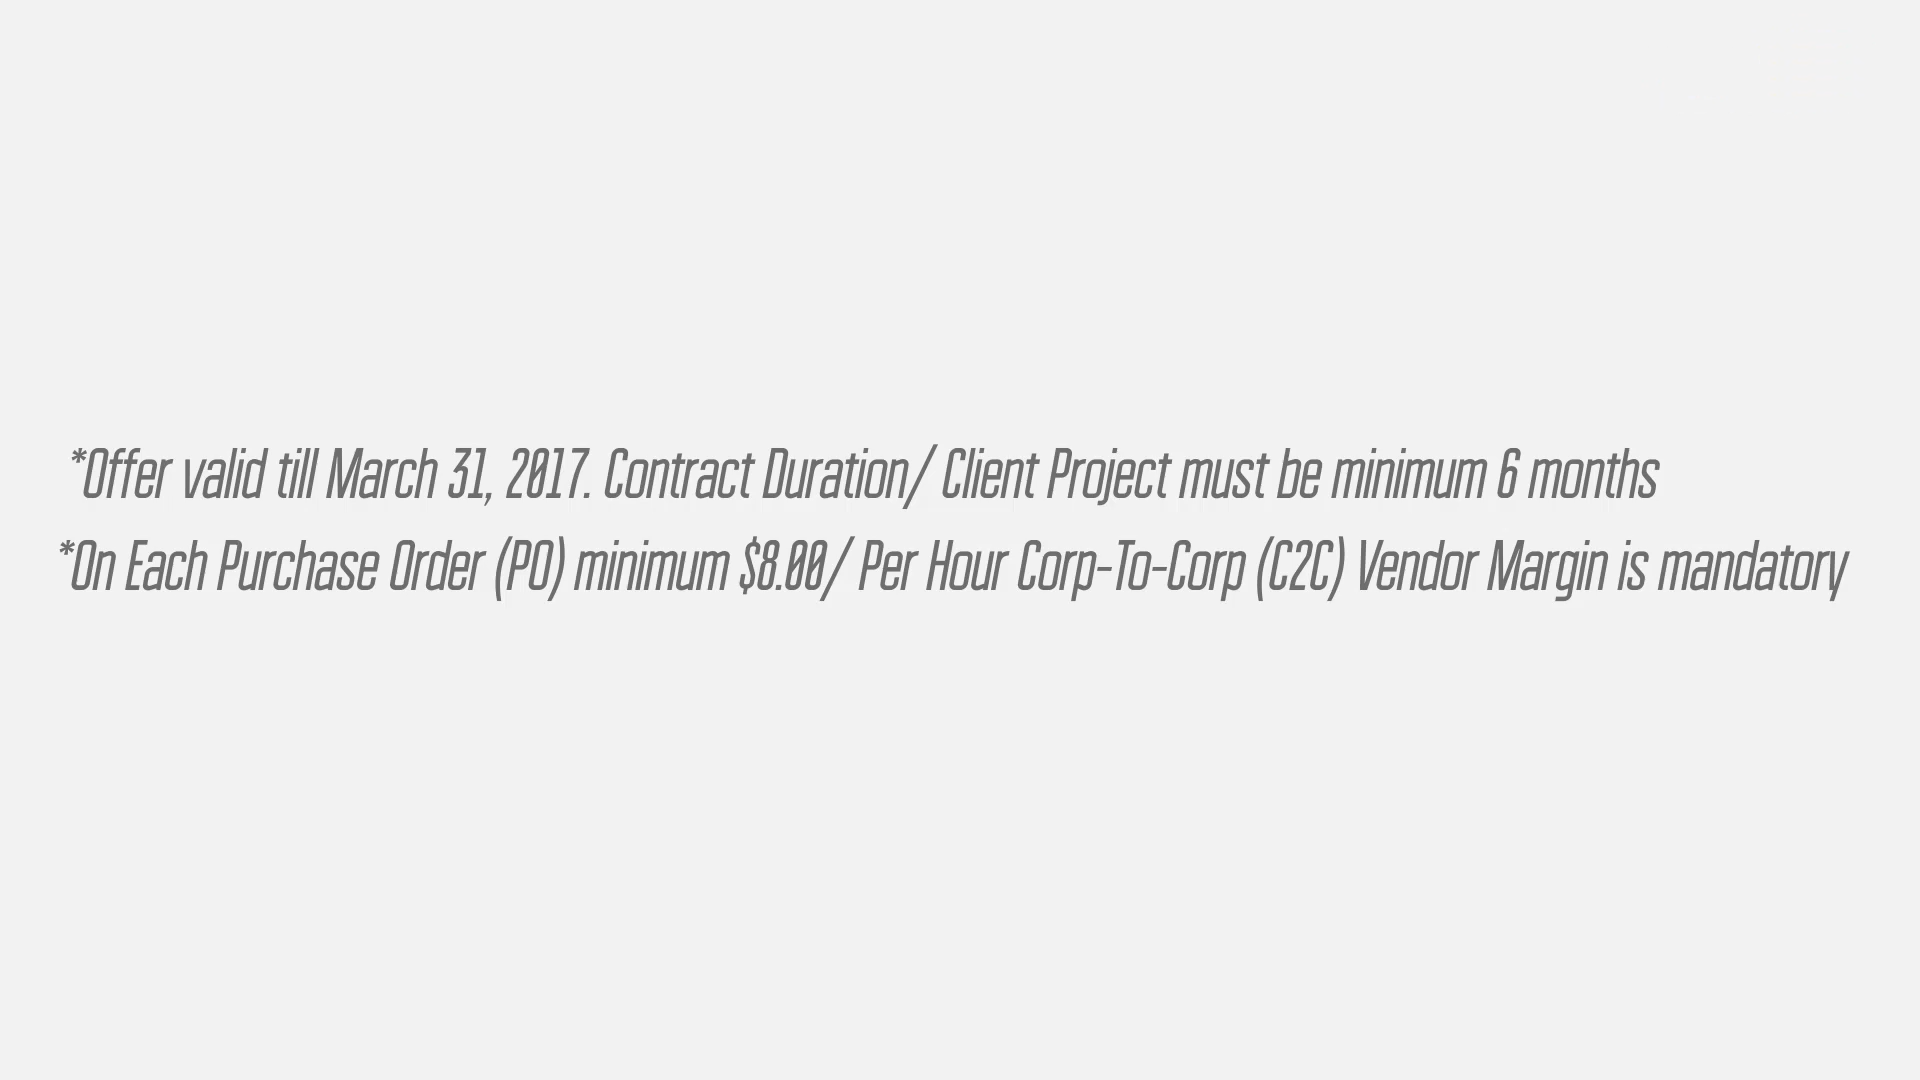 *Offer valid till March 31, 2017. Contract Duration/ Client Project must be minimum 6 months
*On Each Purchase Order (PO) minimum $8.00/ Per Hour Corp-To-Corp (C2C) Vendor Margin is mandatory